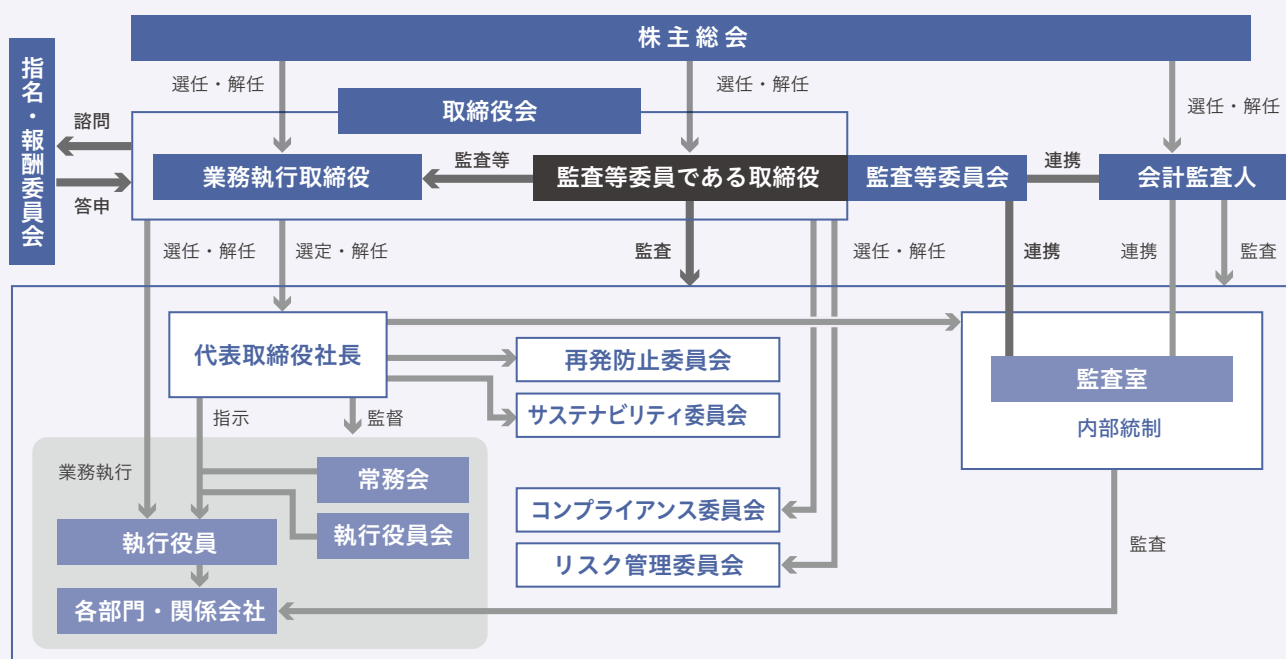 株主総会
指名・報酬委員会
選任・解任
選任・解任
選任・解任
取締役会
諮問
答申
業務執行取締役
監査等
監査等委員である取締役
監査等委員会
連携
会計監査人
選任・解任
選定・解任
監査
選任・解任
連携
連携
監査
代表取締役社長
再発防止委員会
サステナビリティ委員会
監査室
内部統制
指示
監督
業務執行
常務会
執行役員会
執行役員
各部門・関係会社
コンプライアンス委員会
リスク管理委員会
監査